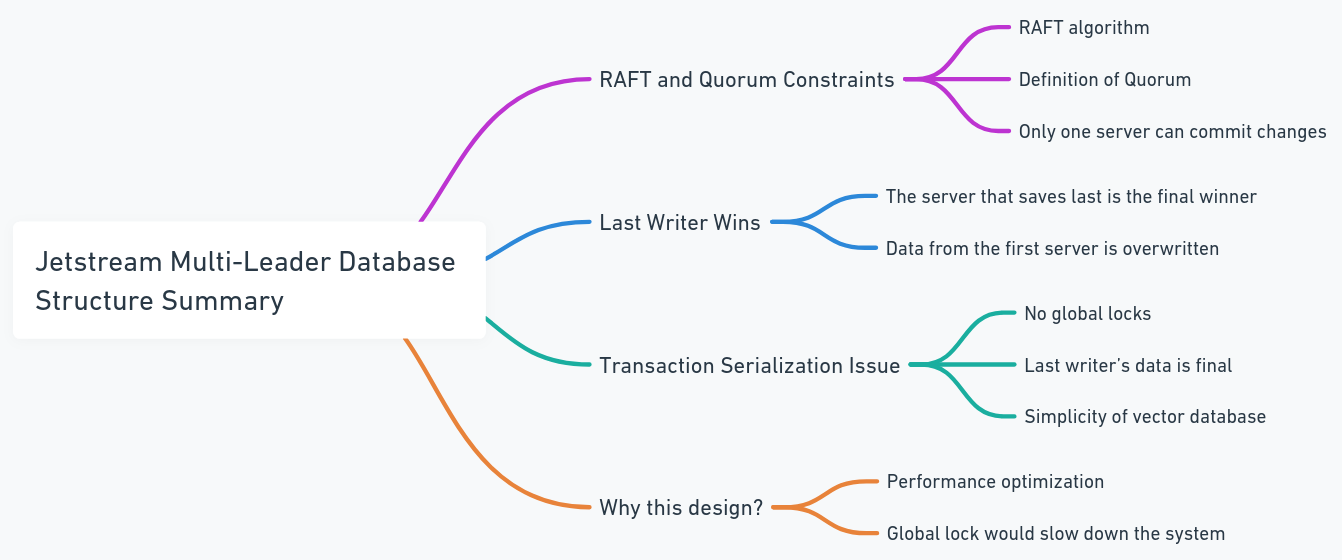 Jetstream Multi-Leader Database
Structure Summary
RAFT and Quorum Constraints
RAFT algorithm
Definition of Quorum
Only one server can commit changes
Last Writer Wins
The server that saves last is the final winner
Data from the first server is overwritten
Transaction Serialization Issue
No global locks
Last writer's data is final
Simplicity of vector database
Why this design?
Performance optimization
Global lock would slow down the system